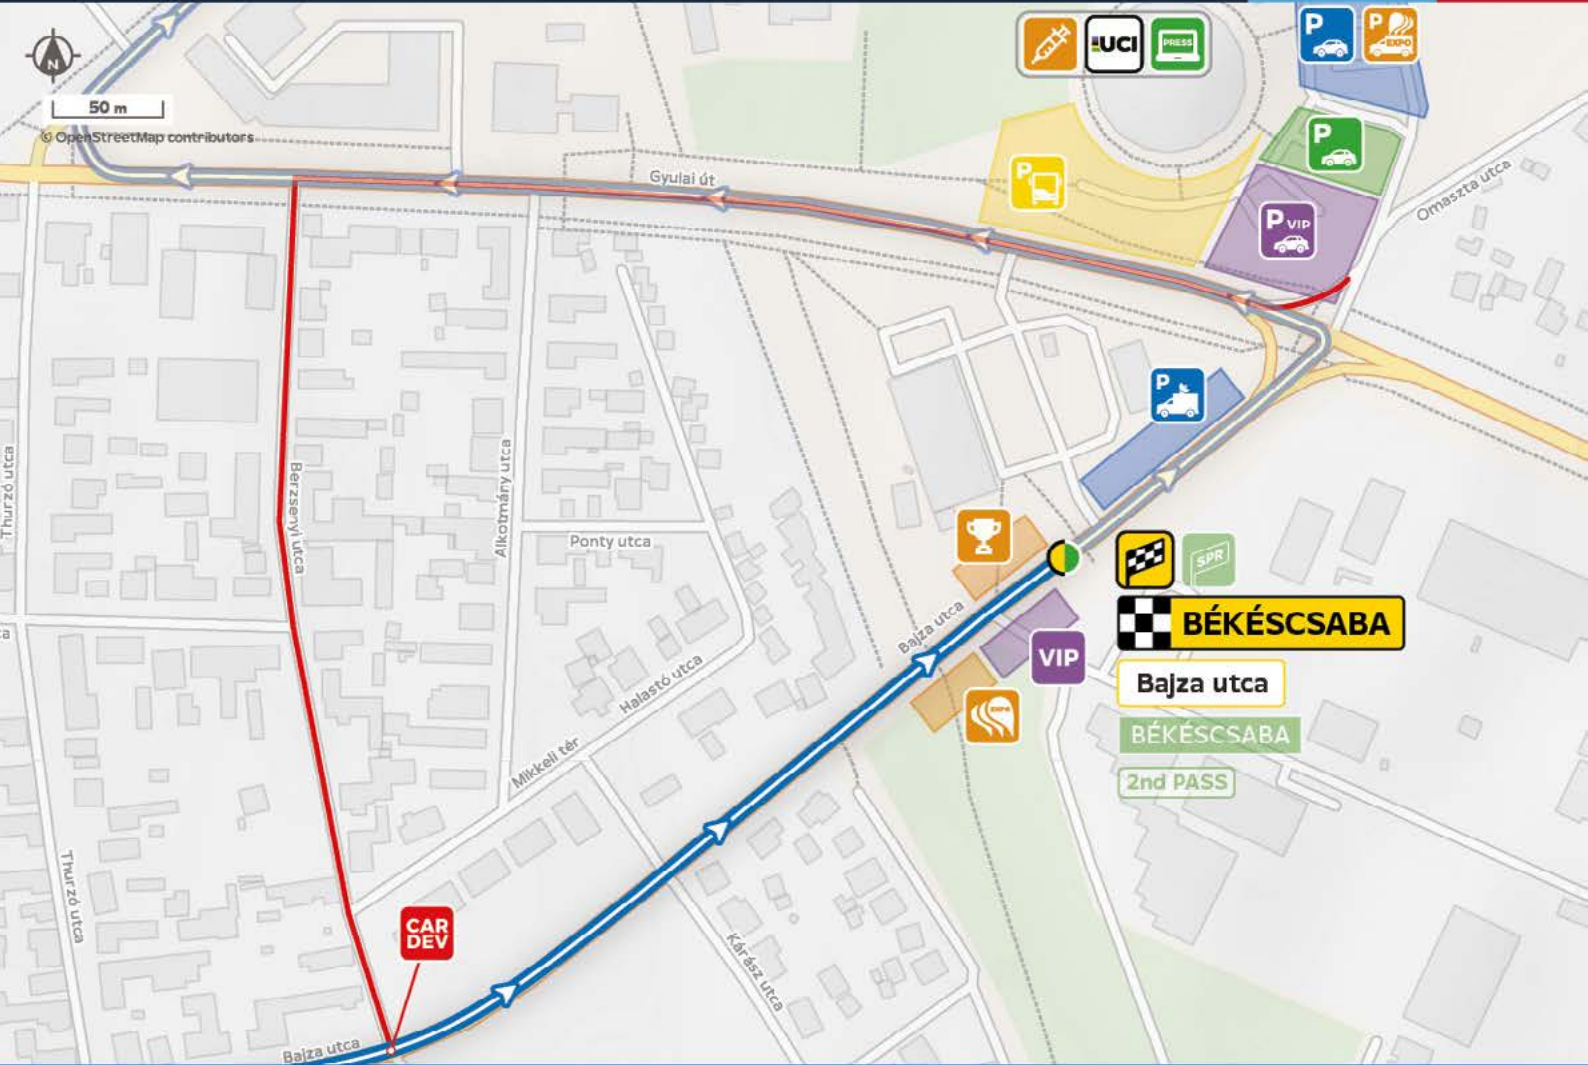 P
P
EXPO
UCI
PRESS
N
50 m
© OpenStreetMap contributors
P
P
Gyulai út
Omaszta utca
P VIP
P
Thurzó utca
Berzsenyi utca
Alkotmány utca
Ponty utca
SPR
BÉKÉSCSABA
Bajza utca
VIP
Bajza utca
Halastó utca
EXPO
BÉKÉSCSABA
Mikkeli tér
2nd PASS
Thurzó utca
CAR
DEV
Kárász utca
Bajza utca